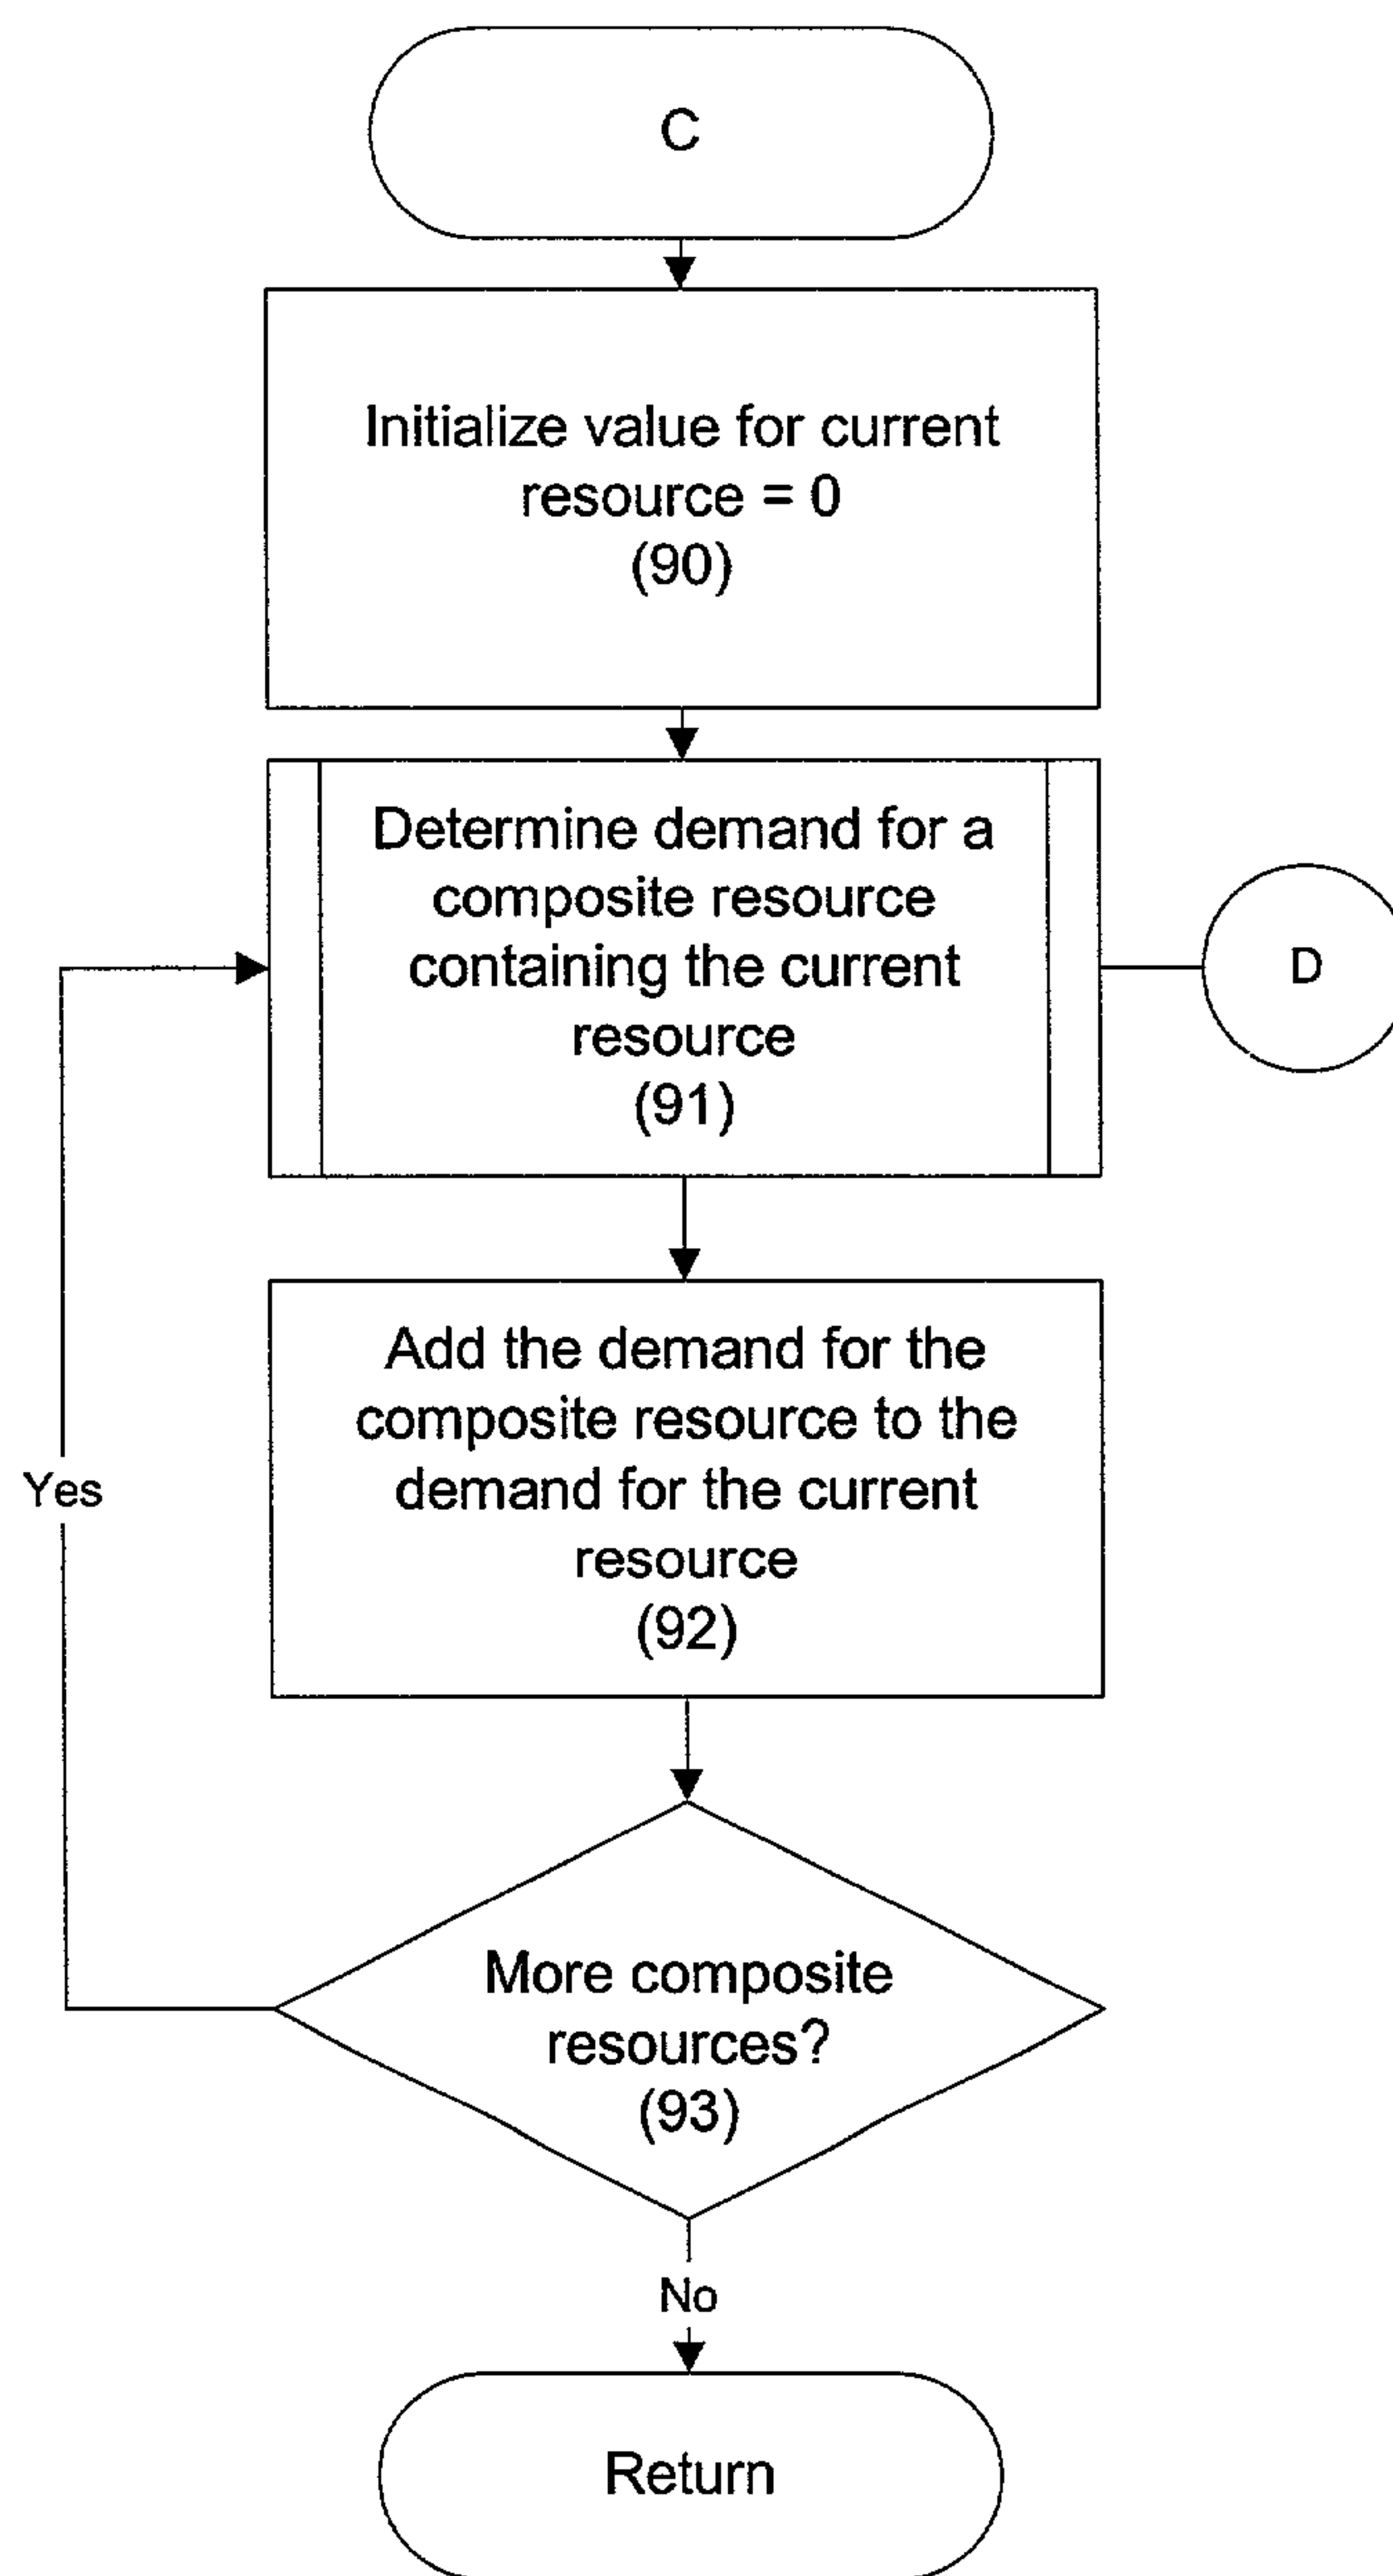 C
Initialize value for current
resource = 0
(90)
Determine demand for a
composite resource
containing the current
resource
(91)
D
Add the demand for the
composite resource to the
demand for the current
resource
(92)
Yes
More composite
resources?
(93)
No
Return